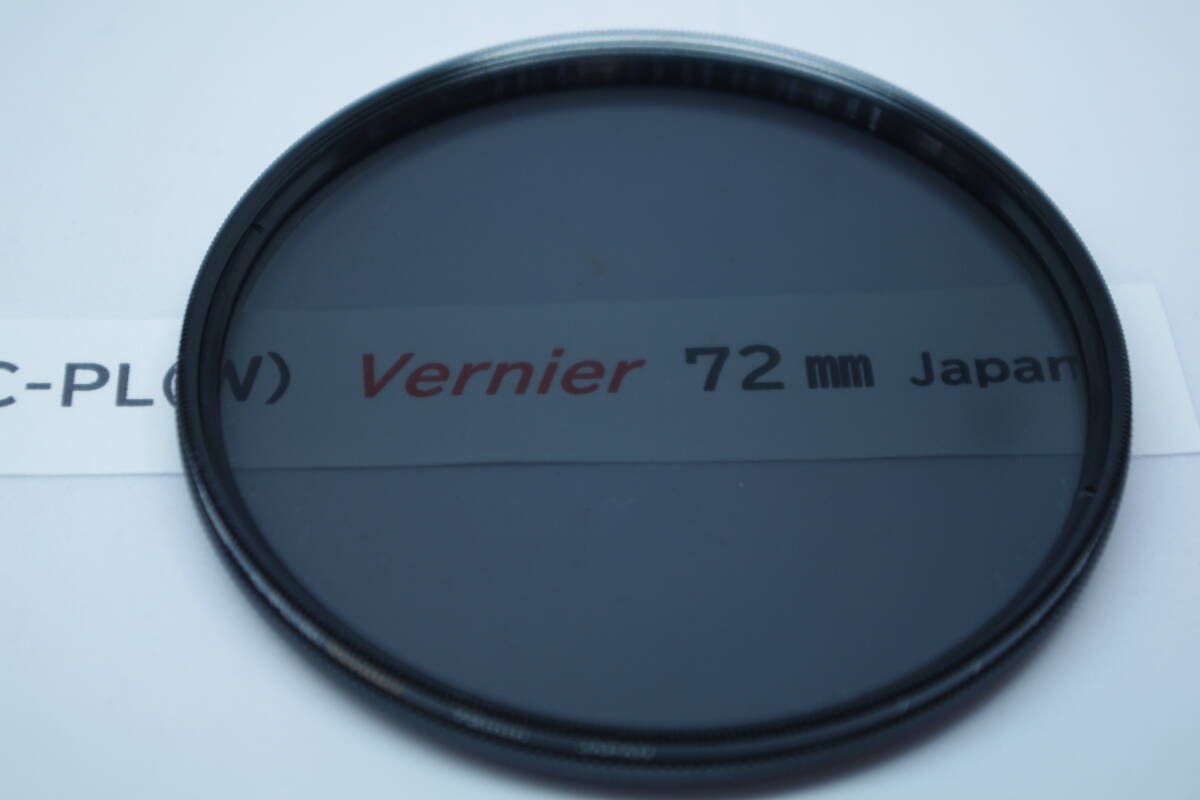 C-PL(W) Vernier 72 mm Japan